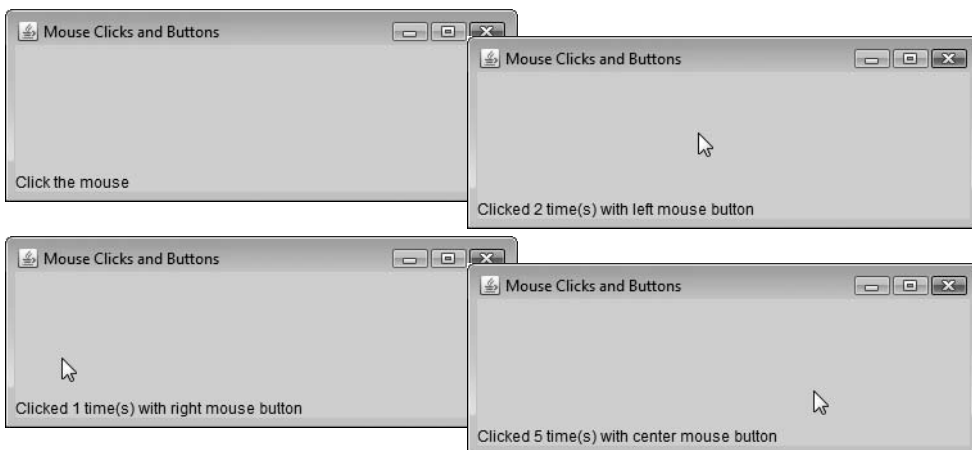 Mouse Clicks and Buttons
Click the mouse
Mouse Clicks and Buttons
Clicked 2 time(s) with left mouse button
Mouse Clicks and Buttons
Clicked 1 time(s) with right mouse button
Mouse Clicks and Buttons
Clicked 5 time(s) with center mouse button